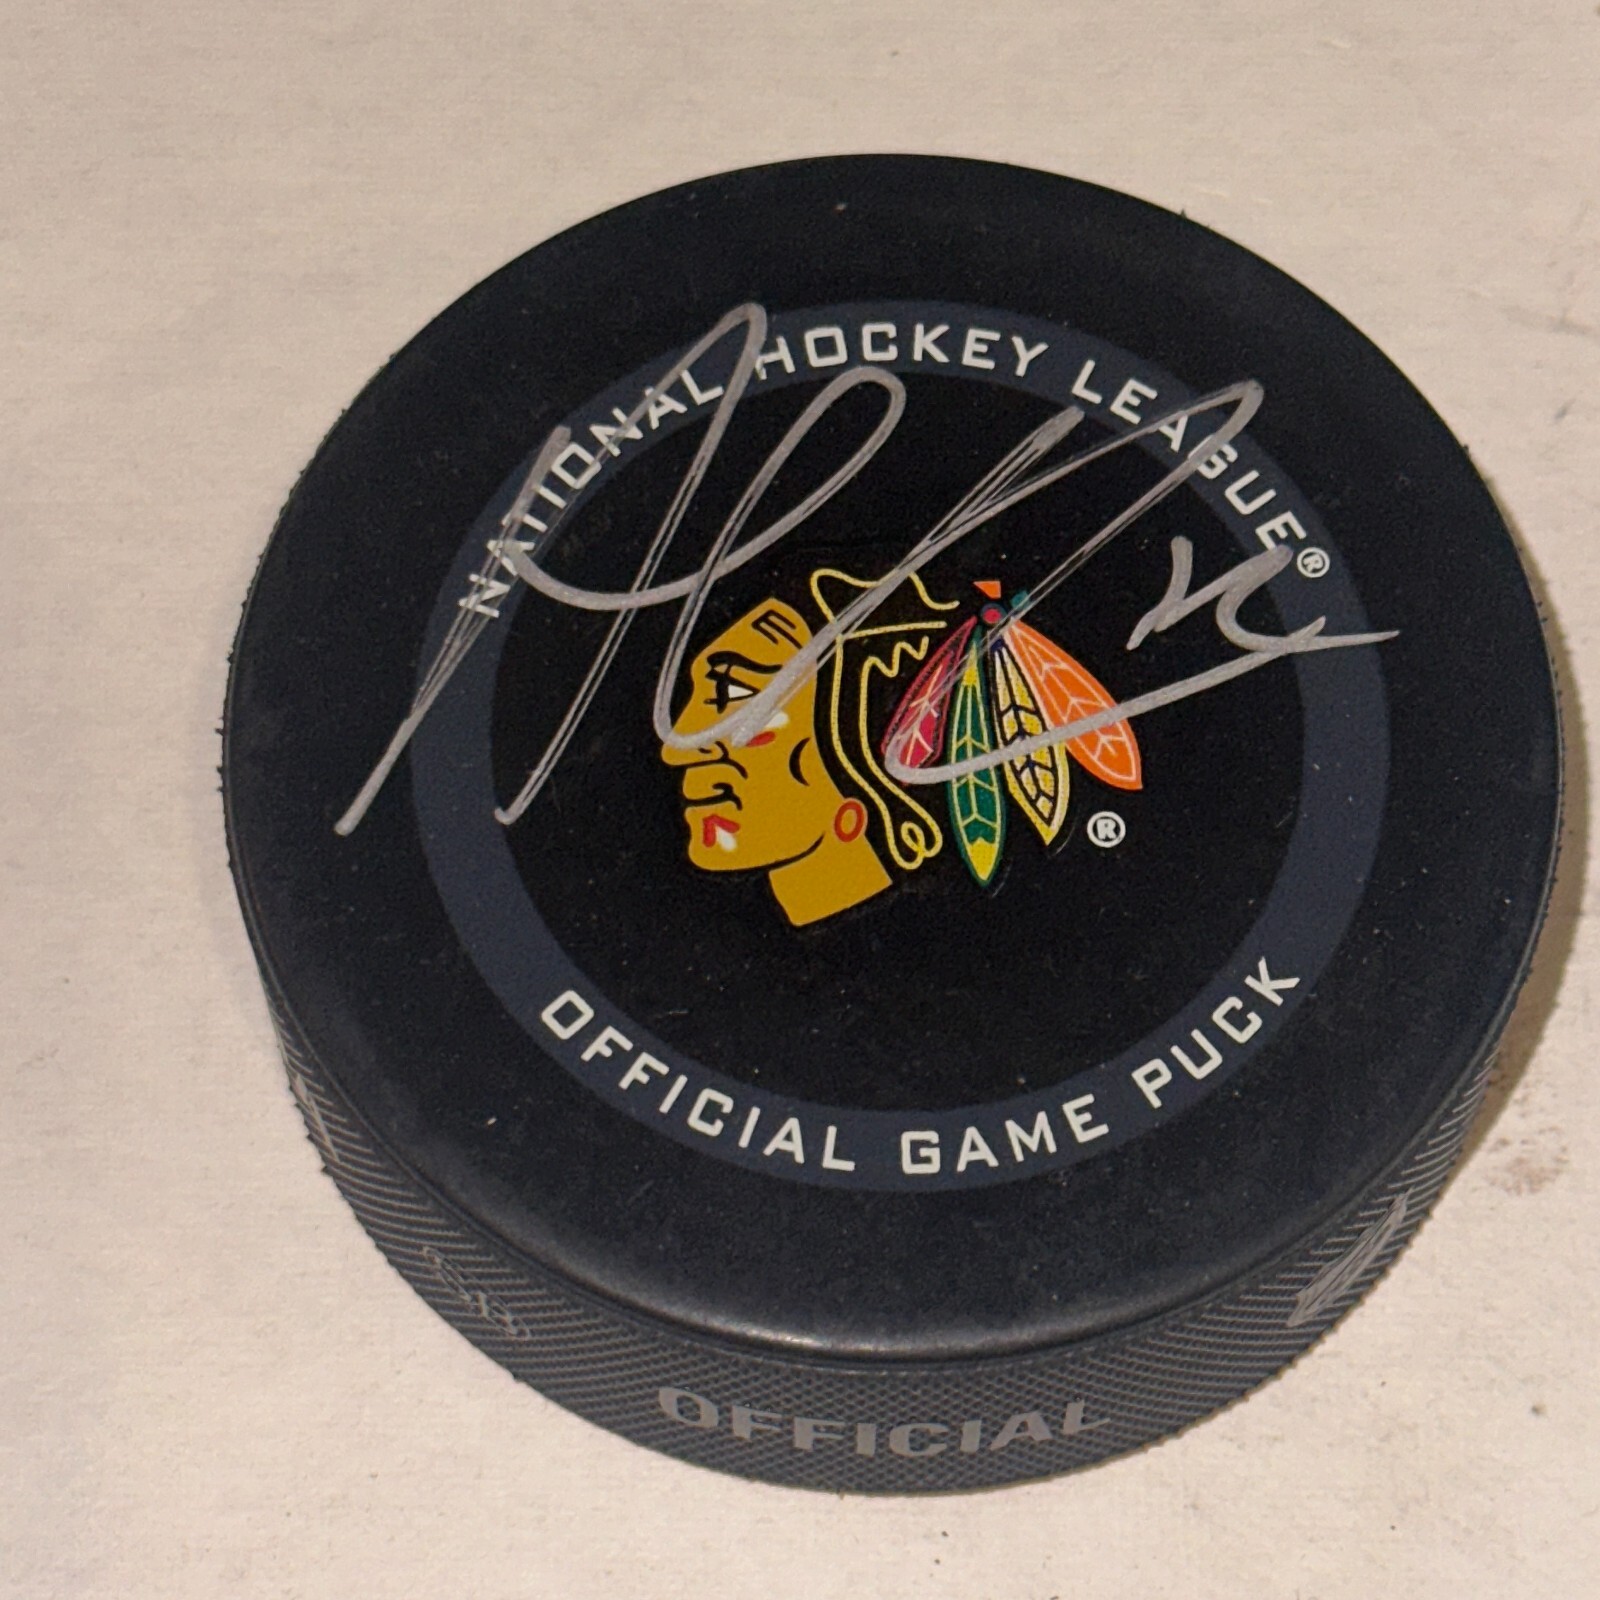 NATIONAL HOCKEY LEAGUE®
®
OFFICIAL GAME PUCK
OFFICIAL